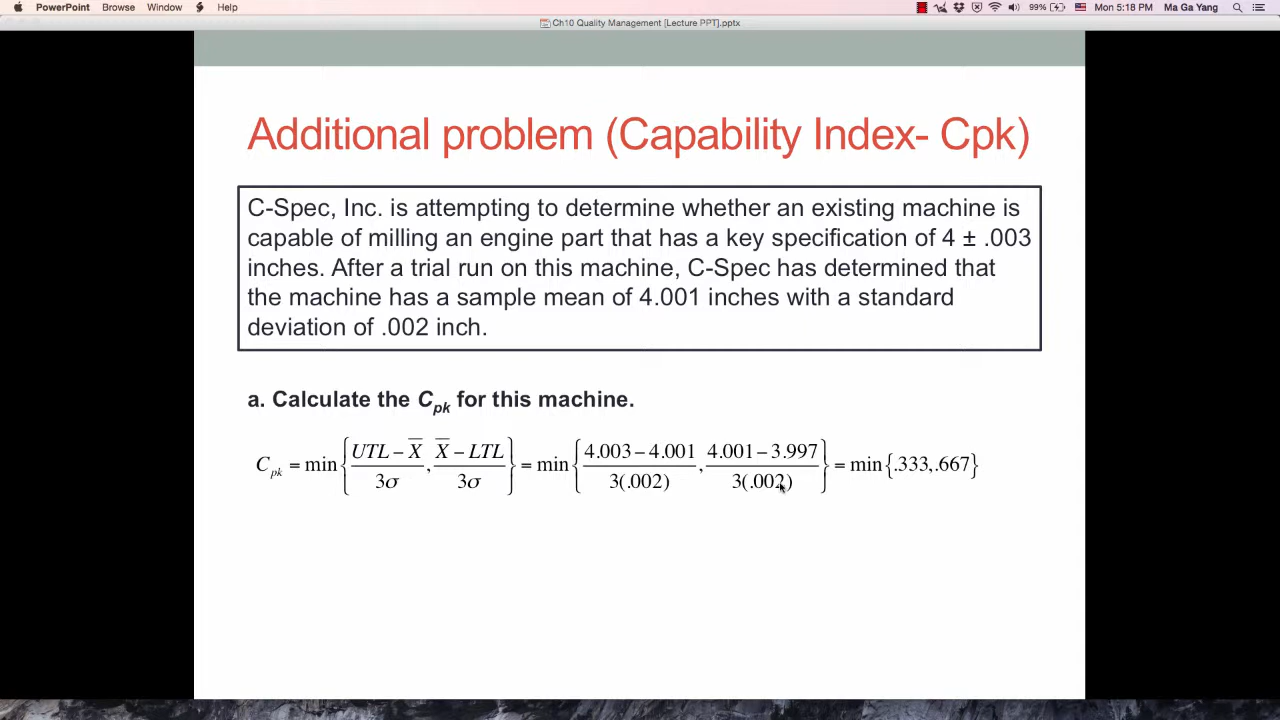 PowerPoint Browse Window Help 99% Mon 5:18 PM Ma Ga Yang
Ch10 Quality Management [Lecture PPT].pptx
Additional problem (Capability Index- Cpk)
C-Spec, Inc. is attempting to determine whether an existing machine is
capable of milling an engine part that has a key specification of 4 ± .003
inches. After a trial run on this machine, C-Spec has determined that
the machine has a sample mean of 4.001 inches with a standard
deviation of .002 inch.
a. Calculate the Cpk for this machine.
C_pk = min{(UTL − X̅)/3σ, (X̅ − LTL)/3σ} = min{(4.003 − 4.001)/3(.002), (4.001 − 3.997)/3(.002)} = min{.333,.667}